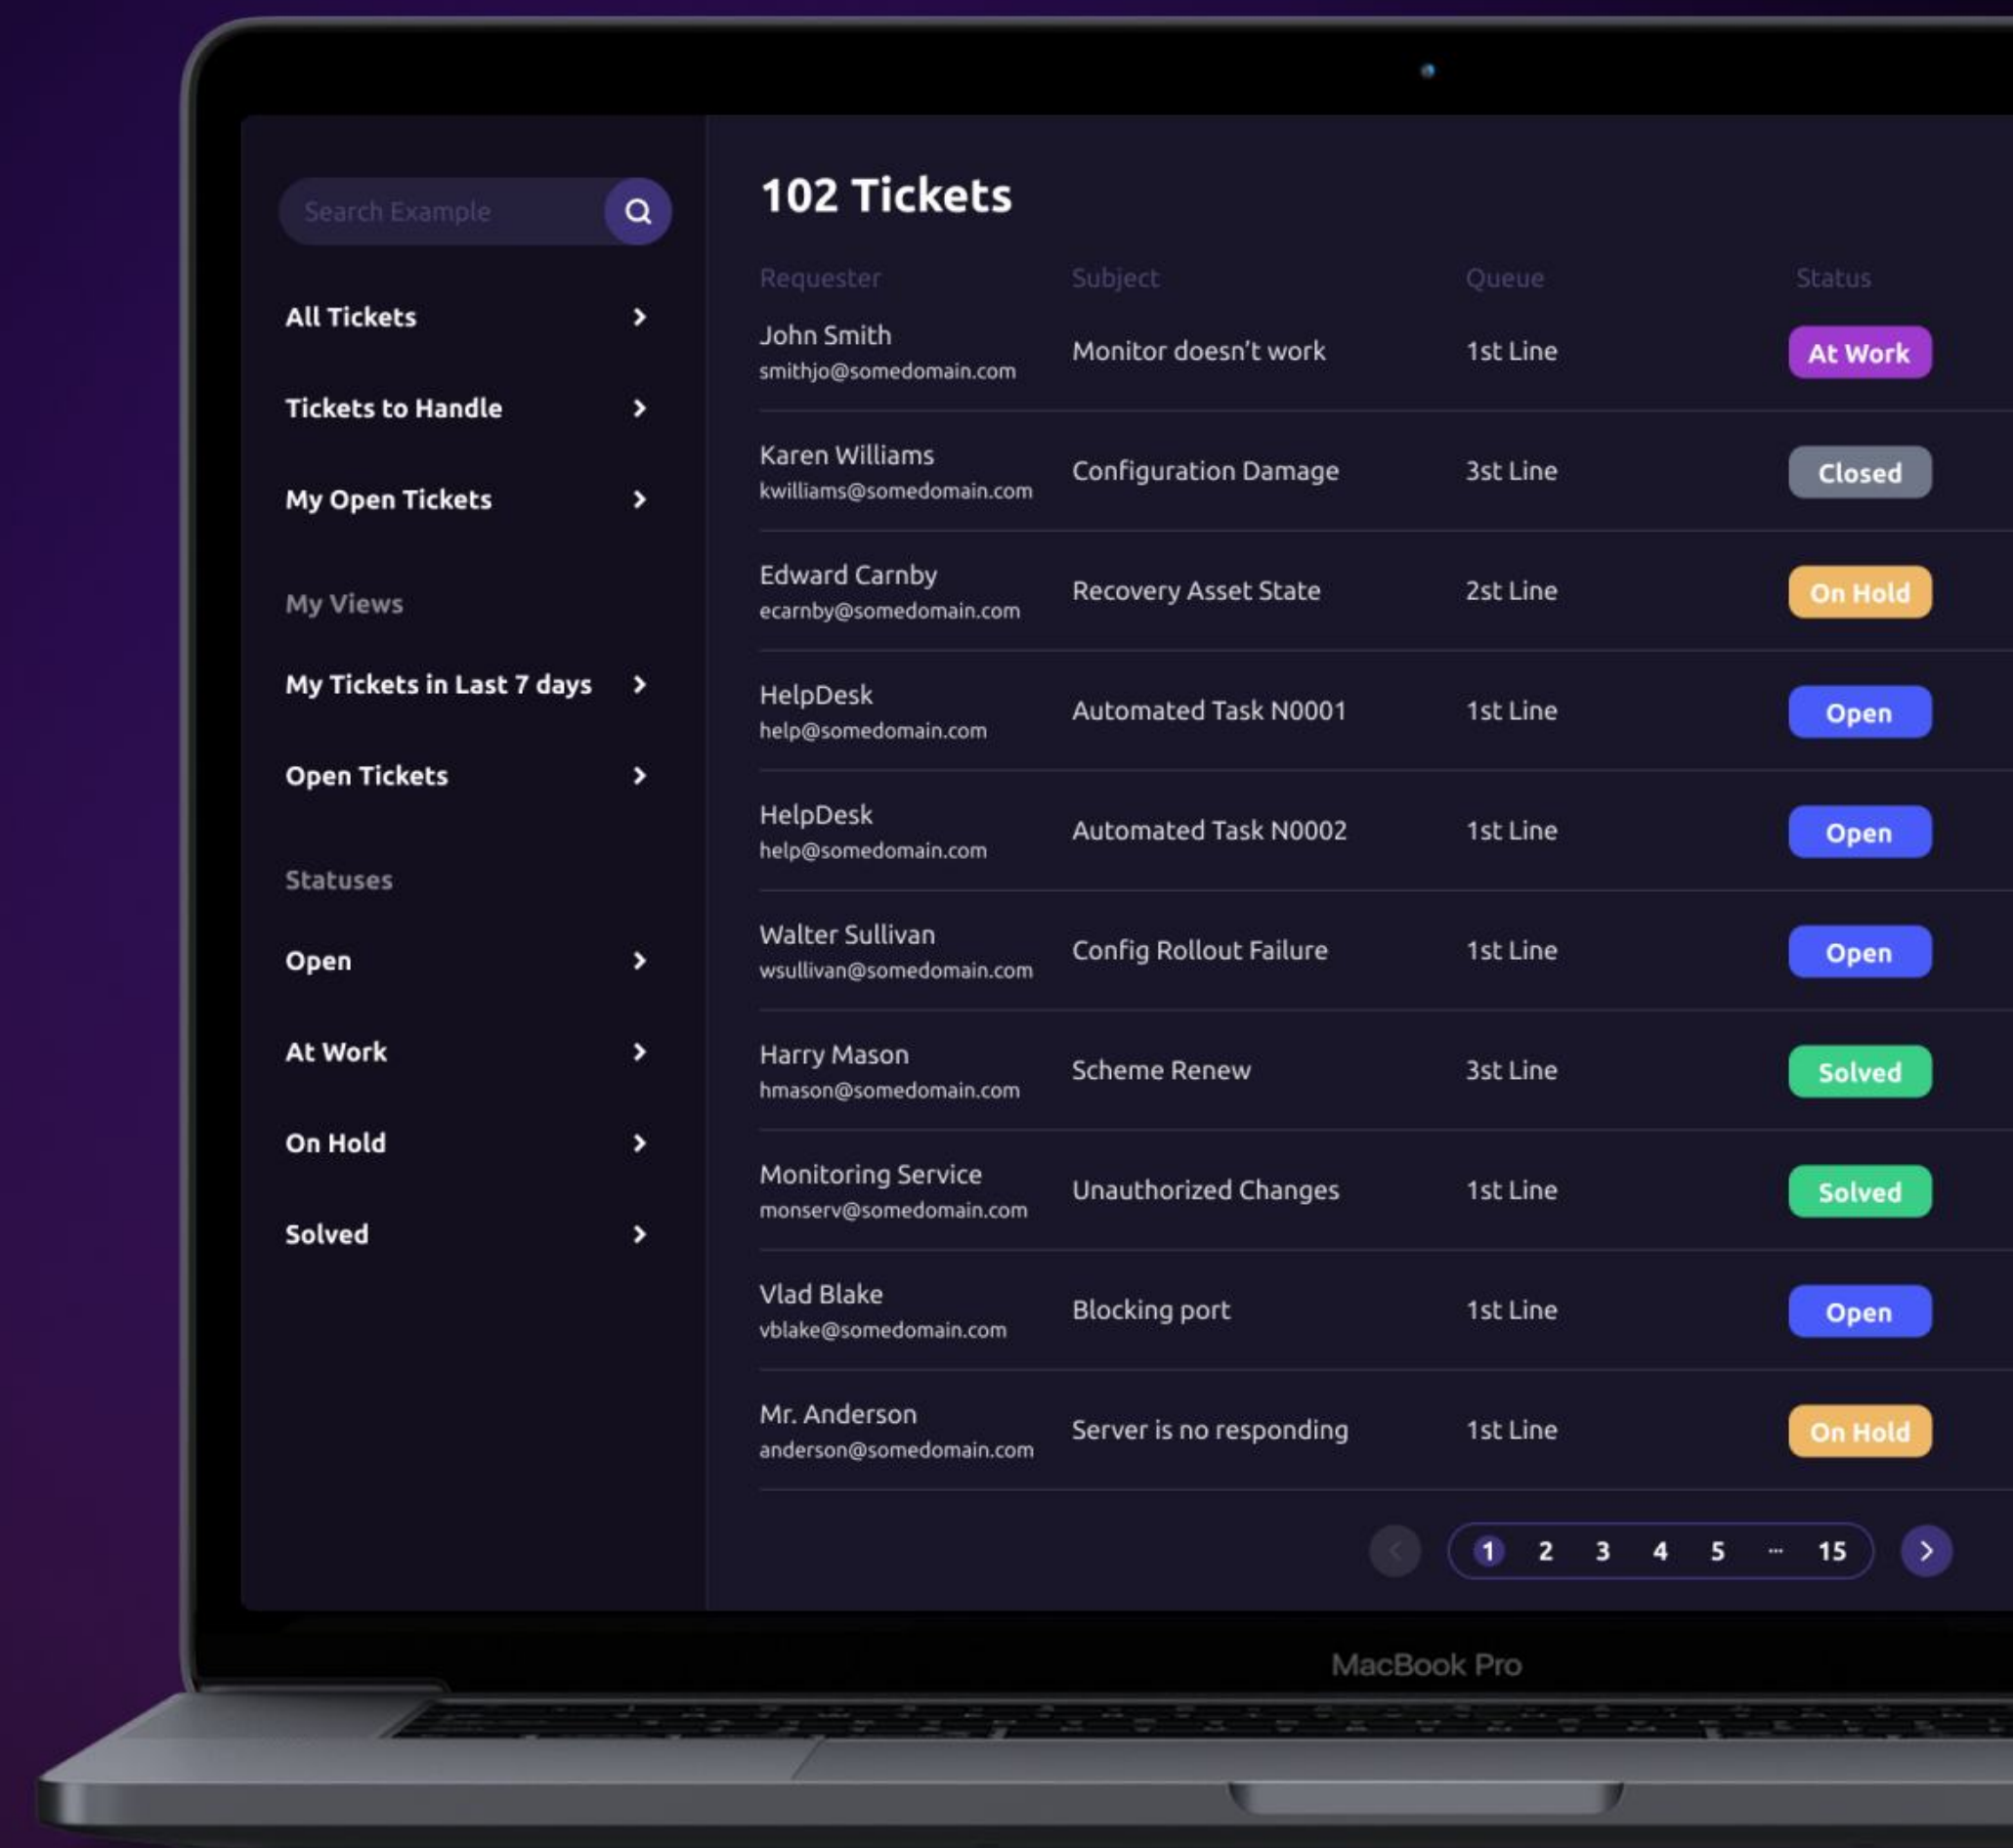 Search Example
All Tickets
Tickets to Handle
My Open Tickets
My Views
My Tickets in Last 7 days
Open Tickets
Statuses
Open
At Work
On Hold
Solved
102 Tickets
Requester Subject Queue Status
John Smith
smithjo@somedomain.com
Monitor doesn't work
1st Line
At Work
Karen Williams
kwilliams@somedomain.com
Configuration Damage
3st Line
Closed
Edward Carnby
ecarnby@somedomain.com
Recovery Asset State
2st Line
On Hold
HelpDesk
help@somedomain.com
Automated Task N0001
1st Line
Open
HelpDesk
help@somedomain.com
Automated Task N0002
1st Line
Open
Walter Sullivan
wsullivan@somedomain.com
Config Rollout Failure
1st Line
Open
Harry Mason
hmason@somedomain.com
Scheme Renew
3st Line
Solved
Monitoring Service
monserv@somedomain.com
Unauthorized Changes
1st Line
Solved
Vlad Blake
vblake@somedomain.com
Blocking port
1st Line
Open
Mr. Anderson
anderson@somedomain.com
Server is no responding
1st Line
On Hold
1 2 3 4 5 ... 15
MacBook Pro